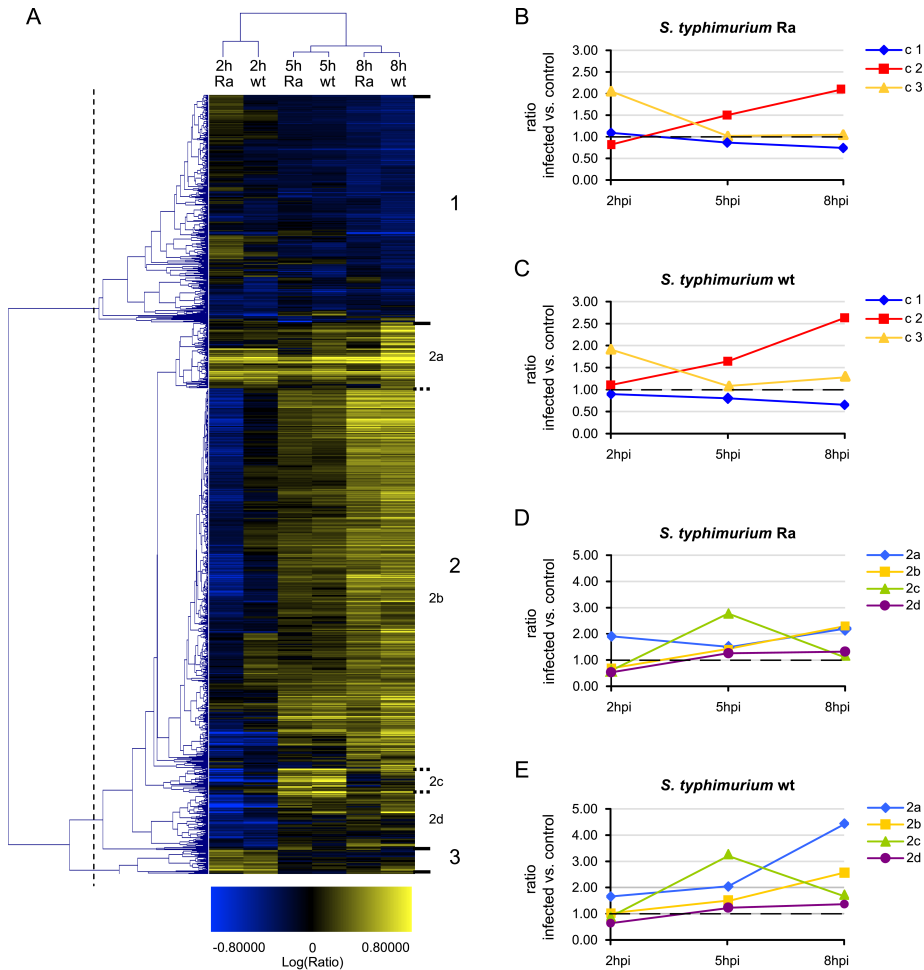 A
2h Ra
2h wt
5h Ra
5h wt
8h Ra
8h wt
1
2a
2
2b
2c
2d
3
-0.80000 0 0.80000
Log(Ratio)
B
S. typhimurium Ra
ratio
infected vs. control
3.00
2.50
2.00
1.50
1.00
0.50
0.00
2hpi 5hpi 8hpi
c 1
c 2
c 3
C
S. typhimurium wt
ratio
infected vs. control
3.00
2.50
2.00
1.50
1.00
0.50
0.00
2hpi 5hpi 8hpi
c 1
c 2
c 3
D
S. typhimurium Ra
ratio
infected vs. control
5.00
4.00
3.00
2.00
1.00
0.00
2hpi 5hpi 8hpi
2a
2b
2c
2d
E
S. typhimurium wt
ratio
infected vs. control
5.00
4.00
3.00
2.00
1.00
0.00
2hpi 5hpi 8hpi
2a
2b
2c
2d